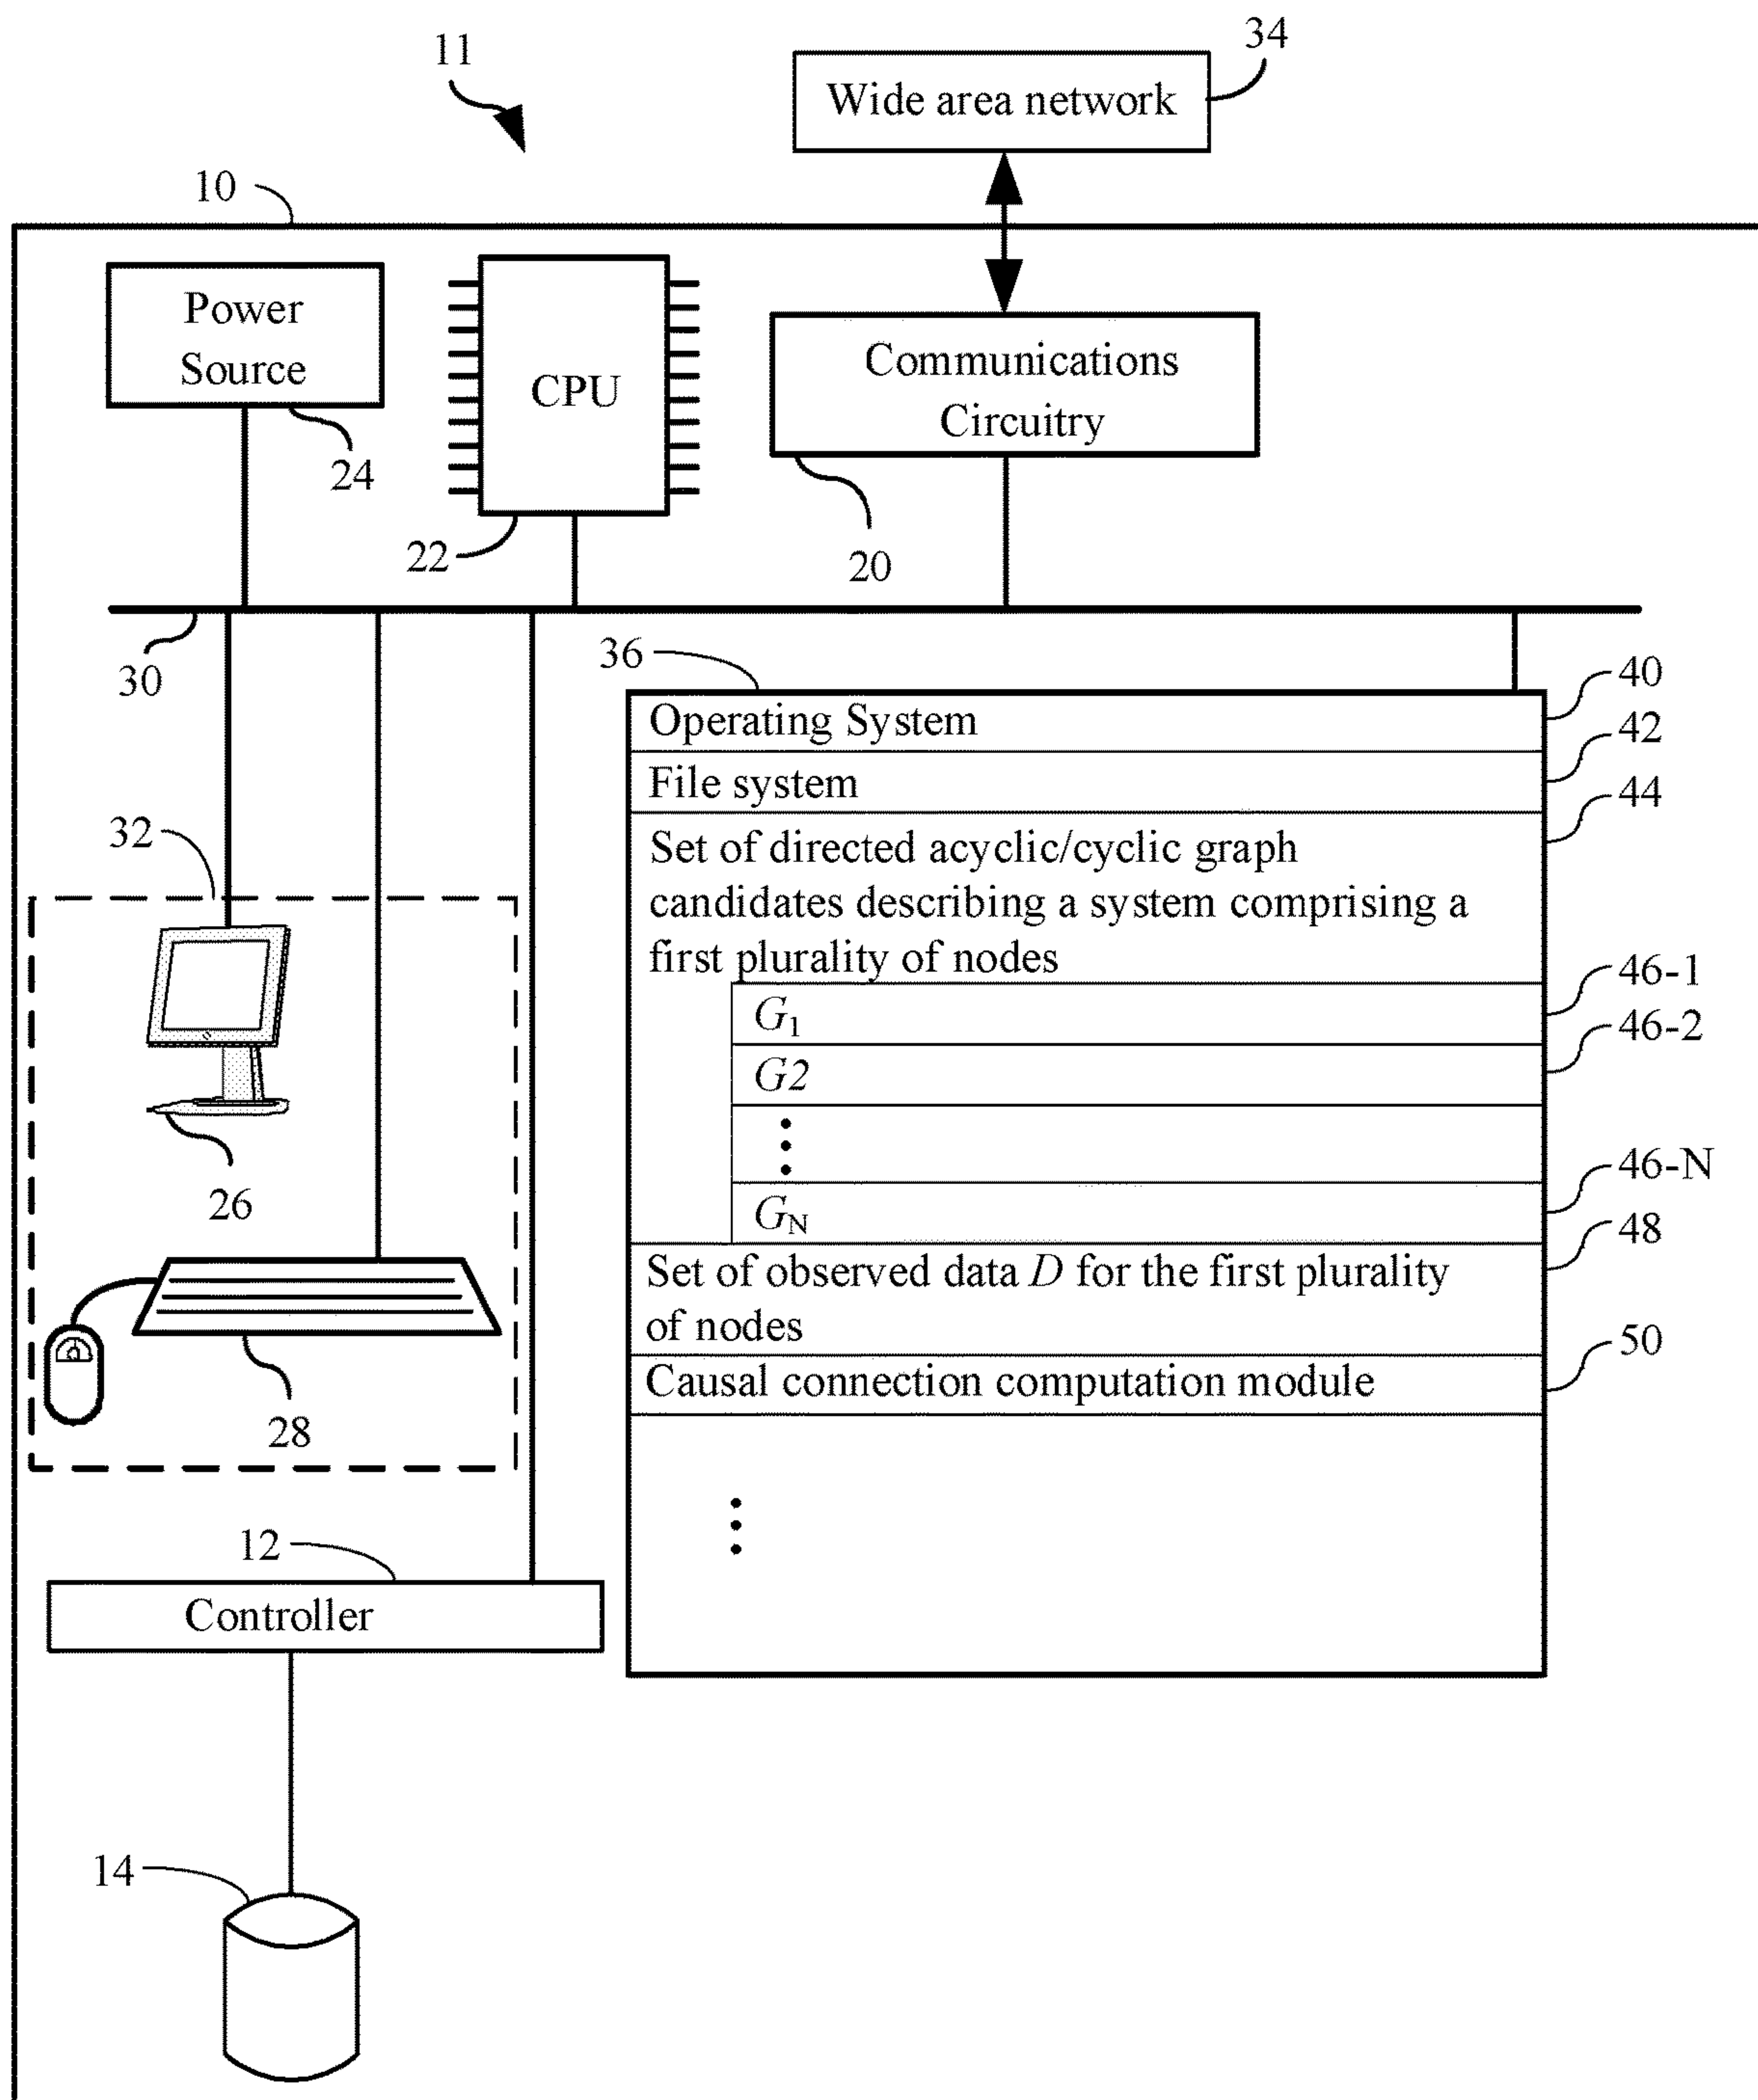 34
11
Wide area network
10
Power
Source
CPU
Communications
Circuitry
24
22
20
30
36
40
Operating System
42
File system
44
Set of directed acyclic/cyclic graph
candidates describing a system comprising a
first plurality of nodes
32
46-1
G1
46-2
G2
26
46-N
GN
48
Set of observed data D for the first plurality
of nodes
50
Causal connection computation module
28
12
Controller
14